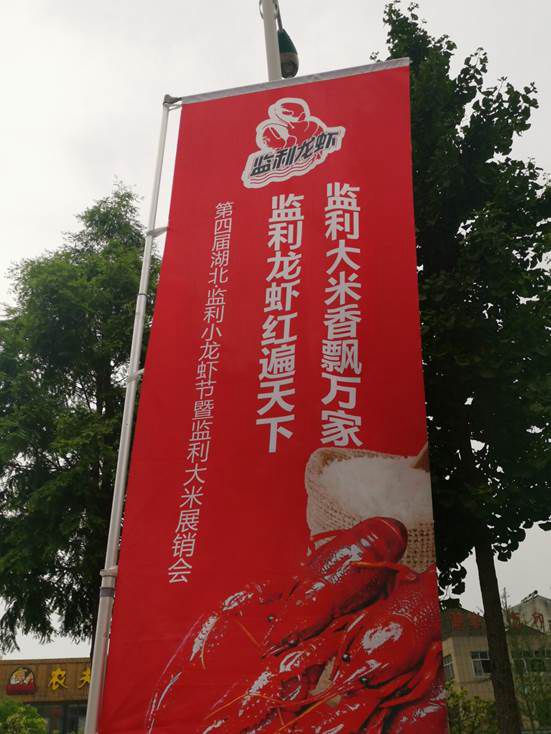 监利龙虾
监利大米香飘万家
监利龙虾红遍天下
第四届湖北监利小龙虾节暨监利大米展销会
农夫